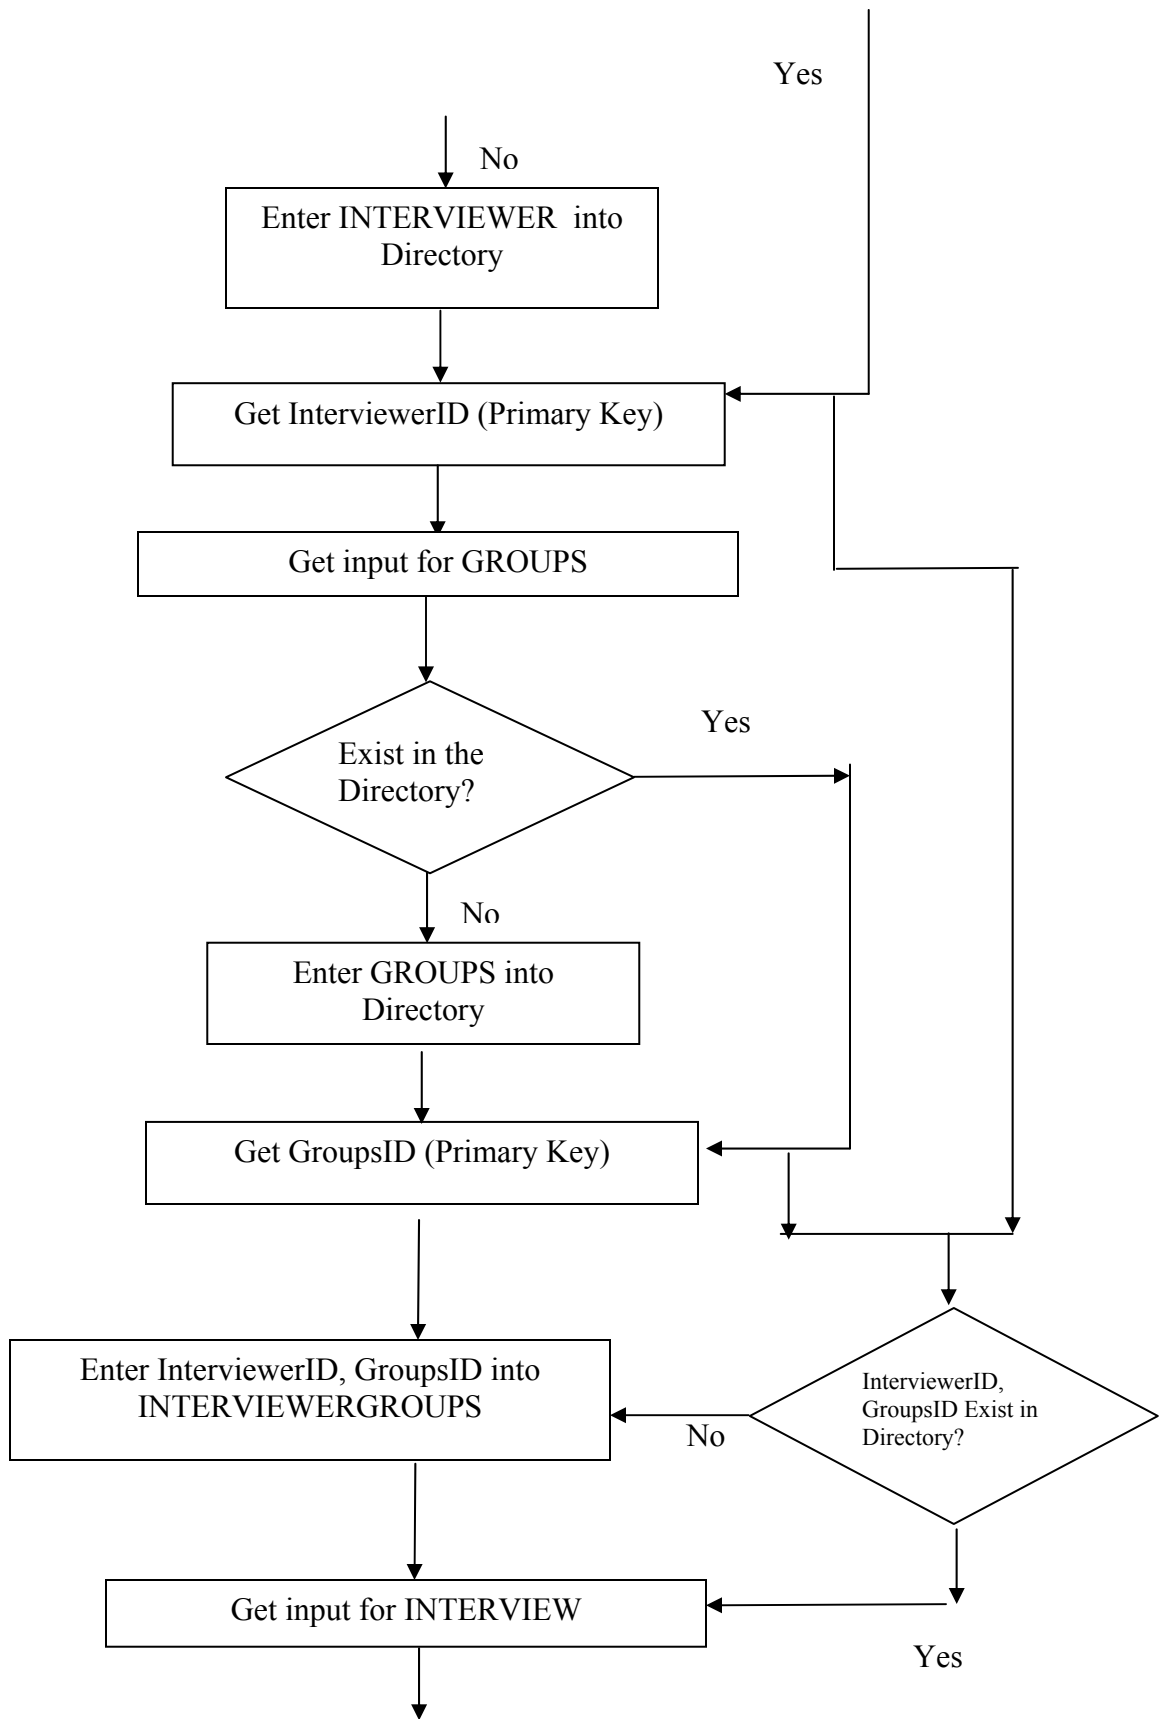 Yes
No
Enter INTERVIEWER into
Directory
Get InterviewerID (Primary Key)
Get input for GROUPS
Yes
Exist in the
Directory?
No
Enter GROUPS into
Directory
Get GroupsID (Primary Key)
Enter InterviewerID, GroupsID into
INTERVIEWERGROUPS
InterviewerID,
GroupsID Exist in
Directory?
No
Get input for INTERVIEW
Yes